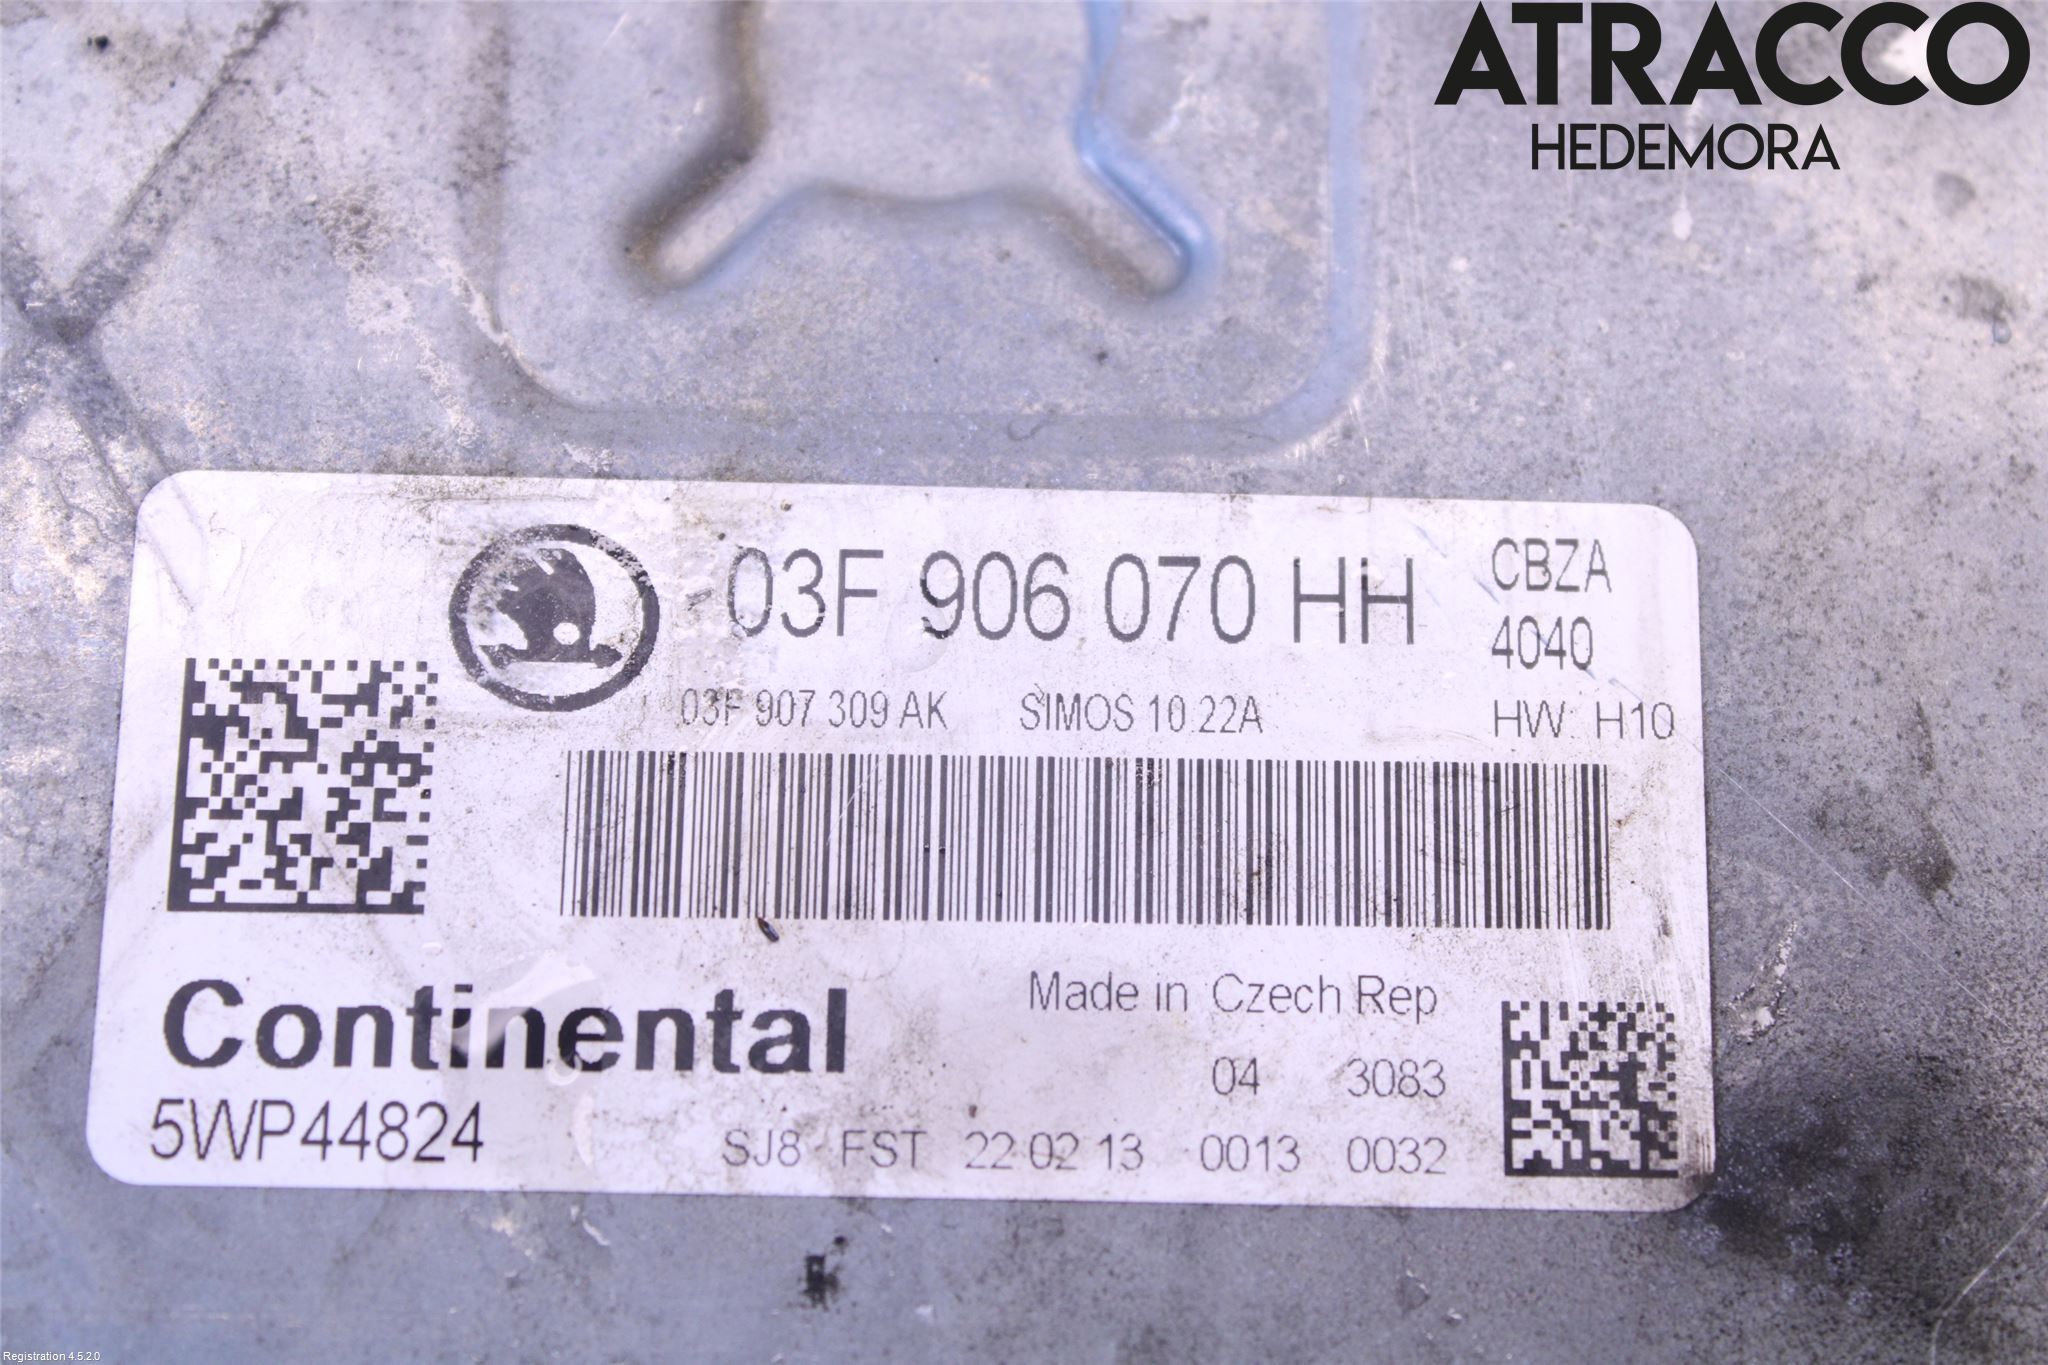 ATRACCO
HEDEMORA
03F 906 070 HH
CBZA
4040
03F 907 309 AK SIMOS 10.22A HW: H10
Continental
Made in Czech Rep
5WP44824
04 3083
SJ8 FST 22 02 13 0013 0032
Registration 4.5.2.0